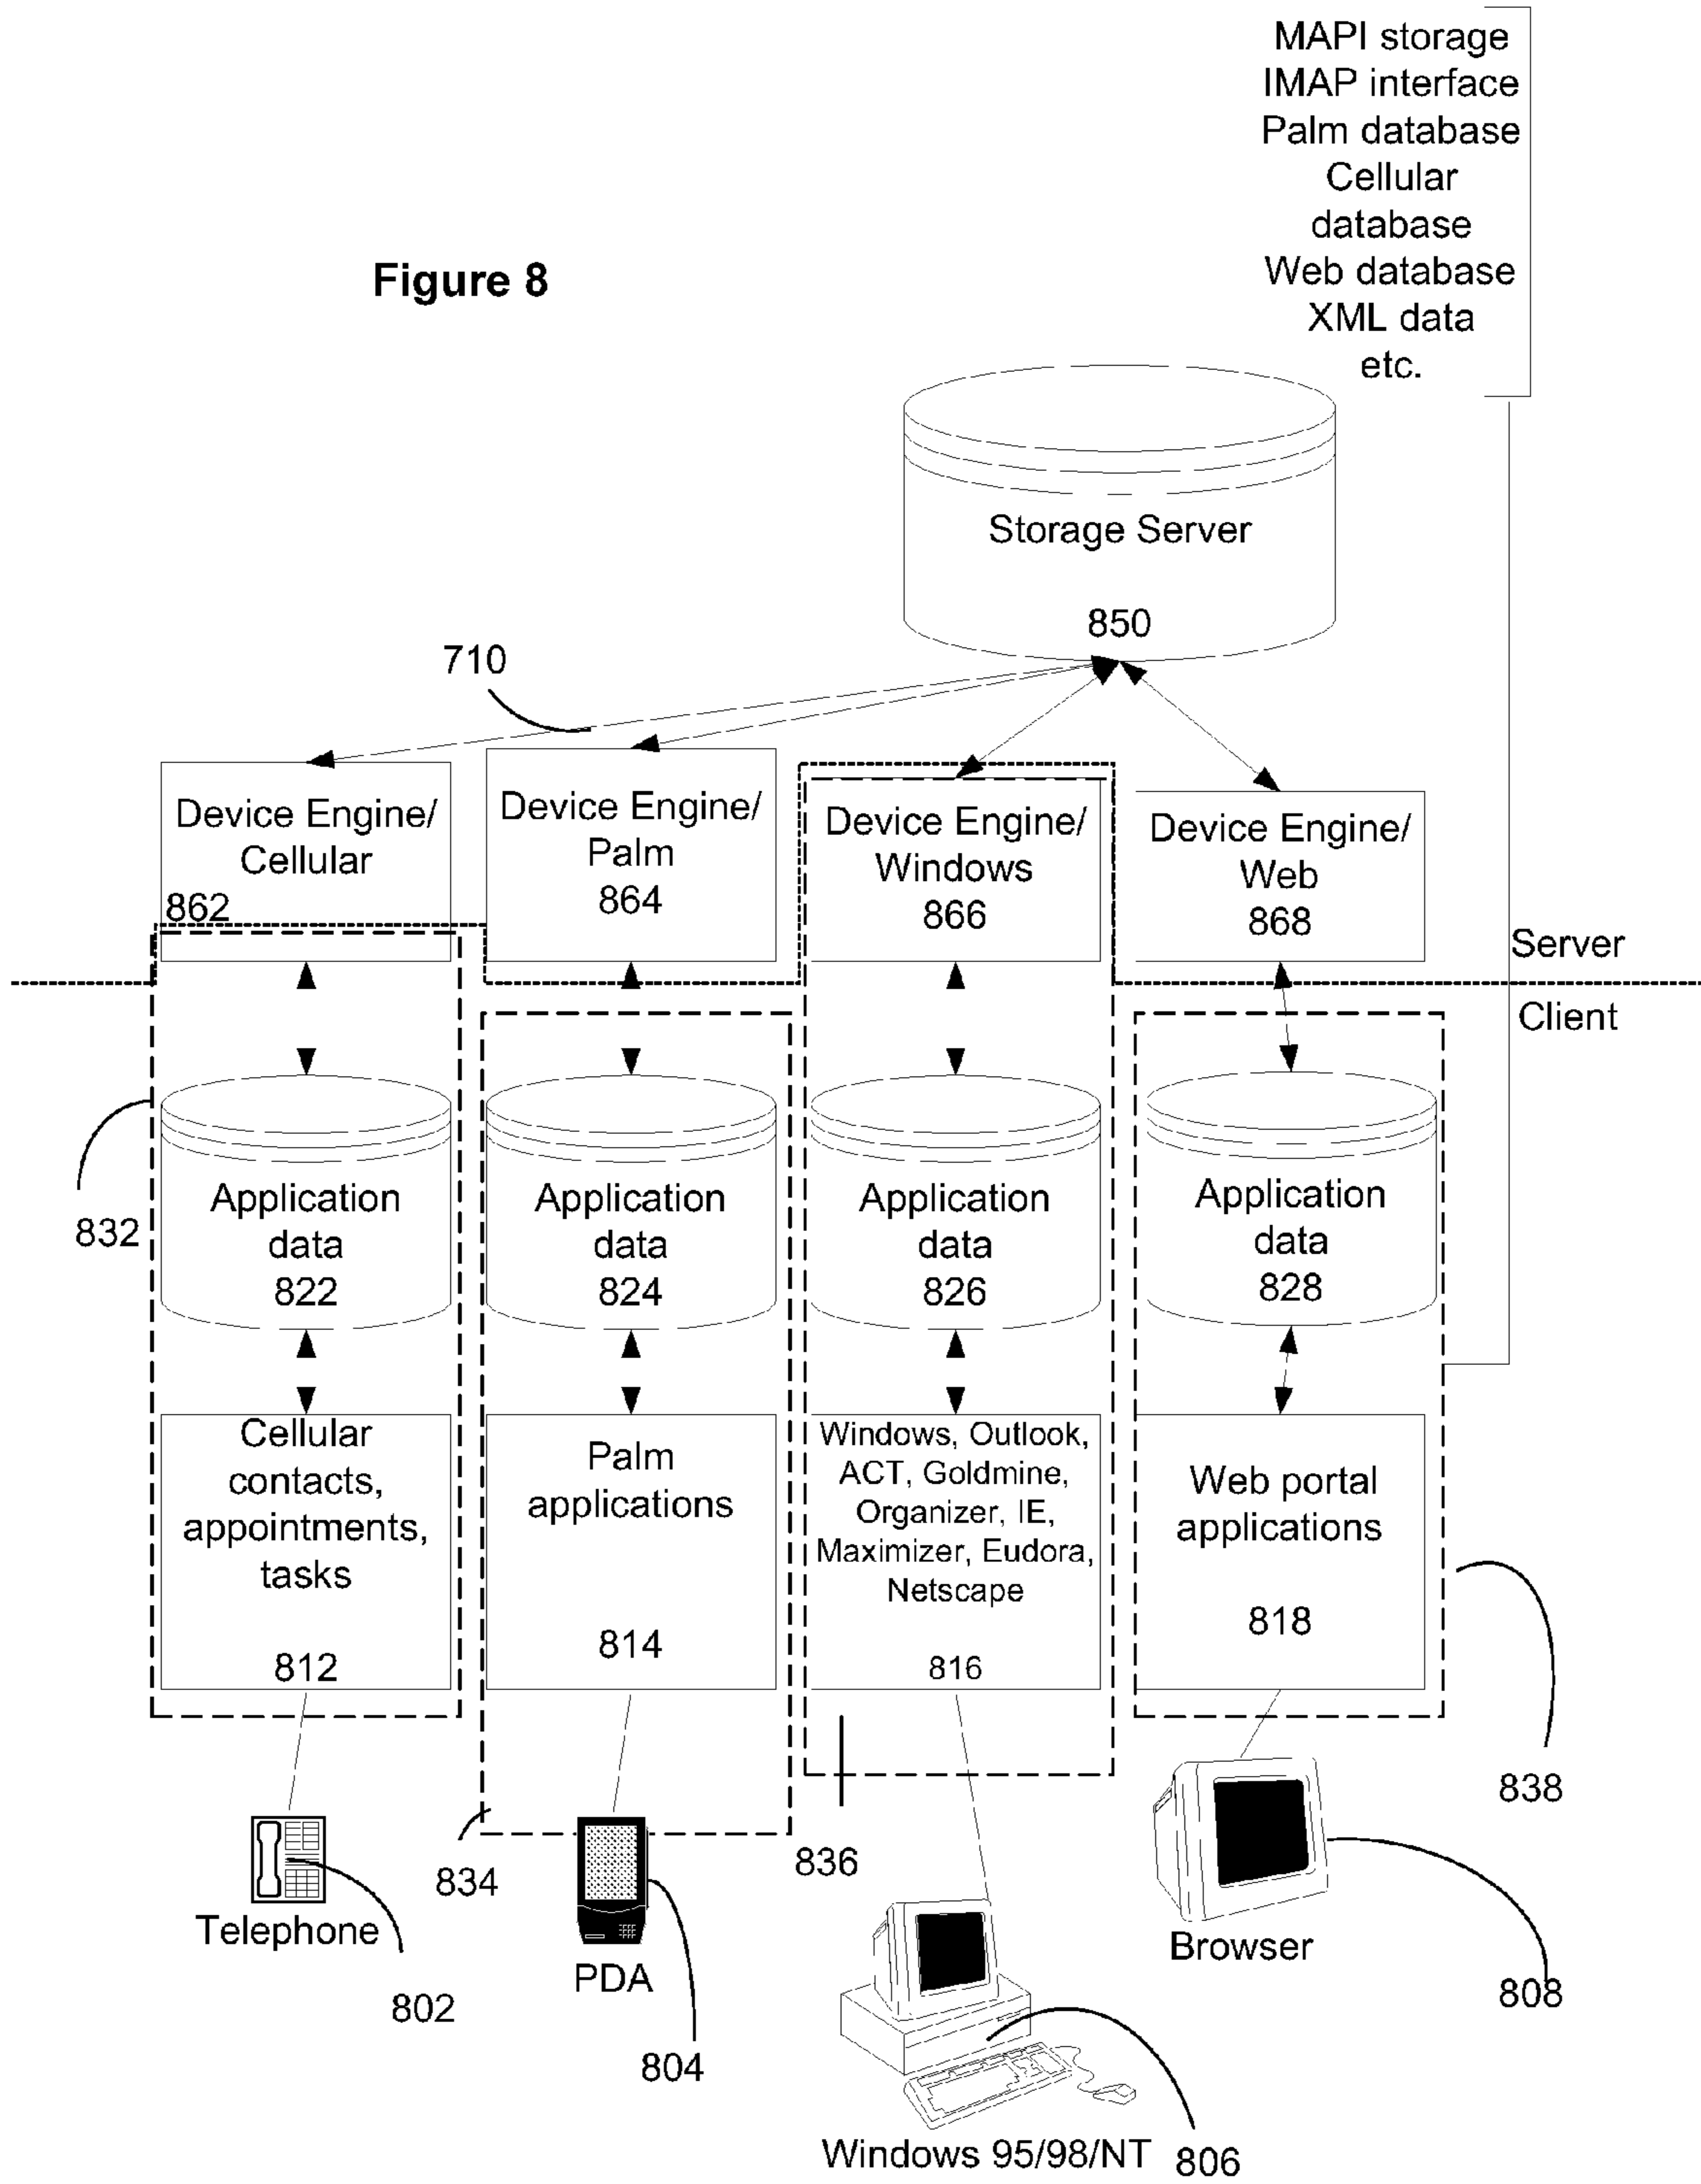 MAPI storage
IMAP interface
Palm database
Cellular
database
Web database
XML data
etc.
Figure 8
Storage Server
850
710
Device Engine/
Cellular
862
Device Engine/
Palm
864
Device Engine/
Windows
866
Device Engine/
Web
868
Server
Client
832
Application
data
822
Application
data
824
Application
data
826
Application
data
828
Cellular
contacts,
appointments,
tasks
812
Palm
applications
814
Windows, Outlook,
ACT, Goldmine,
Organizer, IE,
Maximizer, Eudora,
Netscape
816
Web portal
applications
818
838
834
836
Telephone
802
PDA
804
Browser
808
Windows 95/98/NT
806